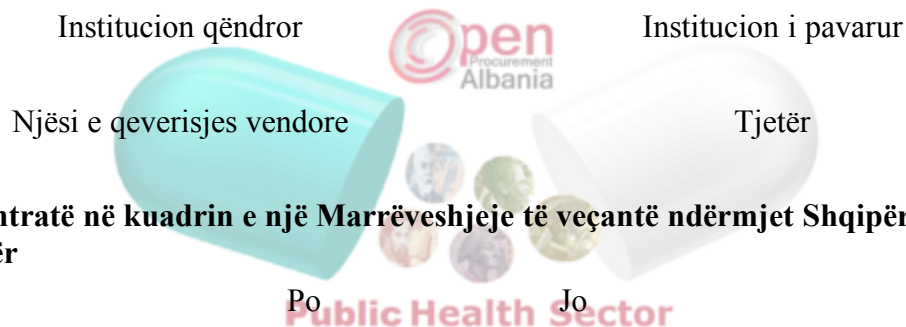 Institucion qëndror Institucion i pavarur
Open
Procurement
Albania
Njësi e qeverisjes vendore Tjetër
ntratë në kuadrin e një Marrëveshjeje të veçantë ndërmjet Shqipër
ër
Po Jo
Public Health Sector